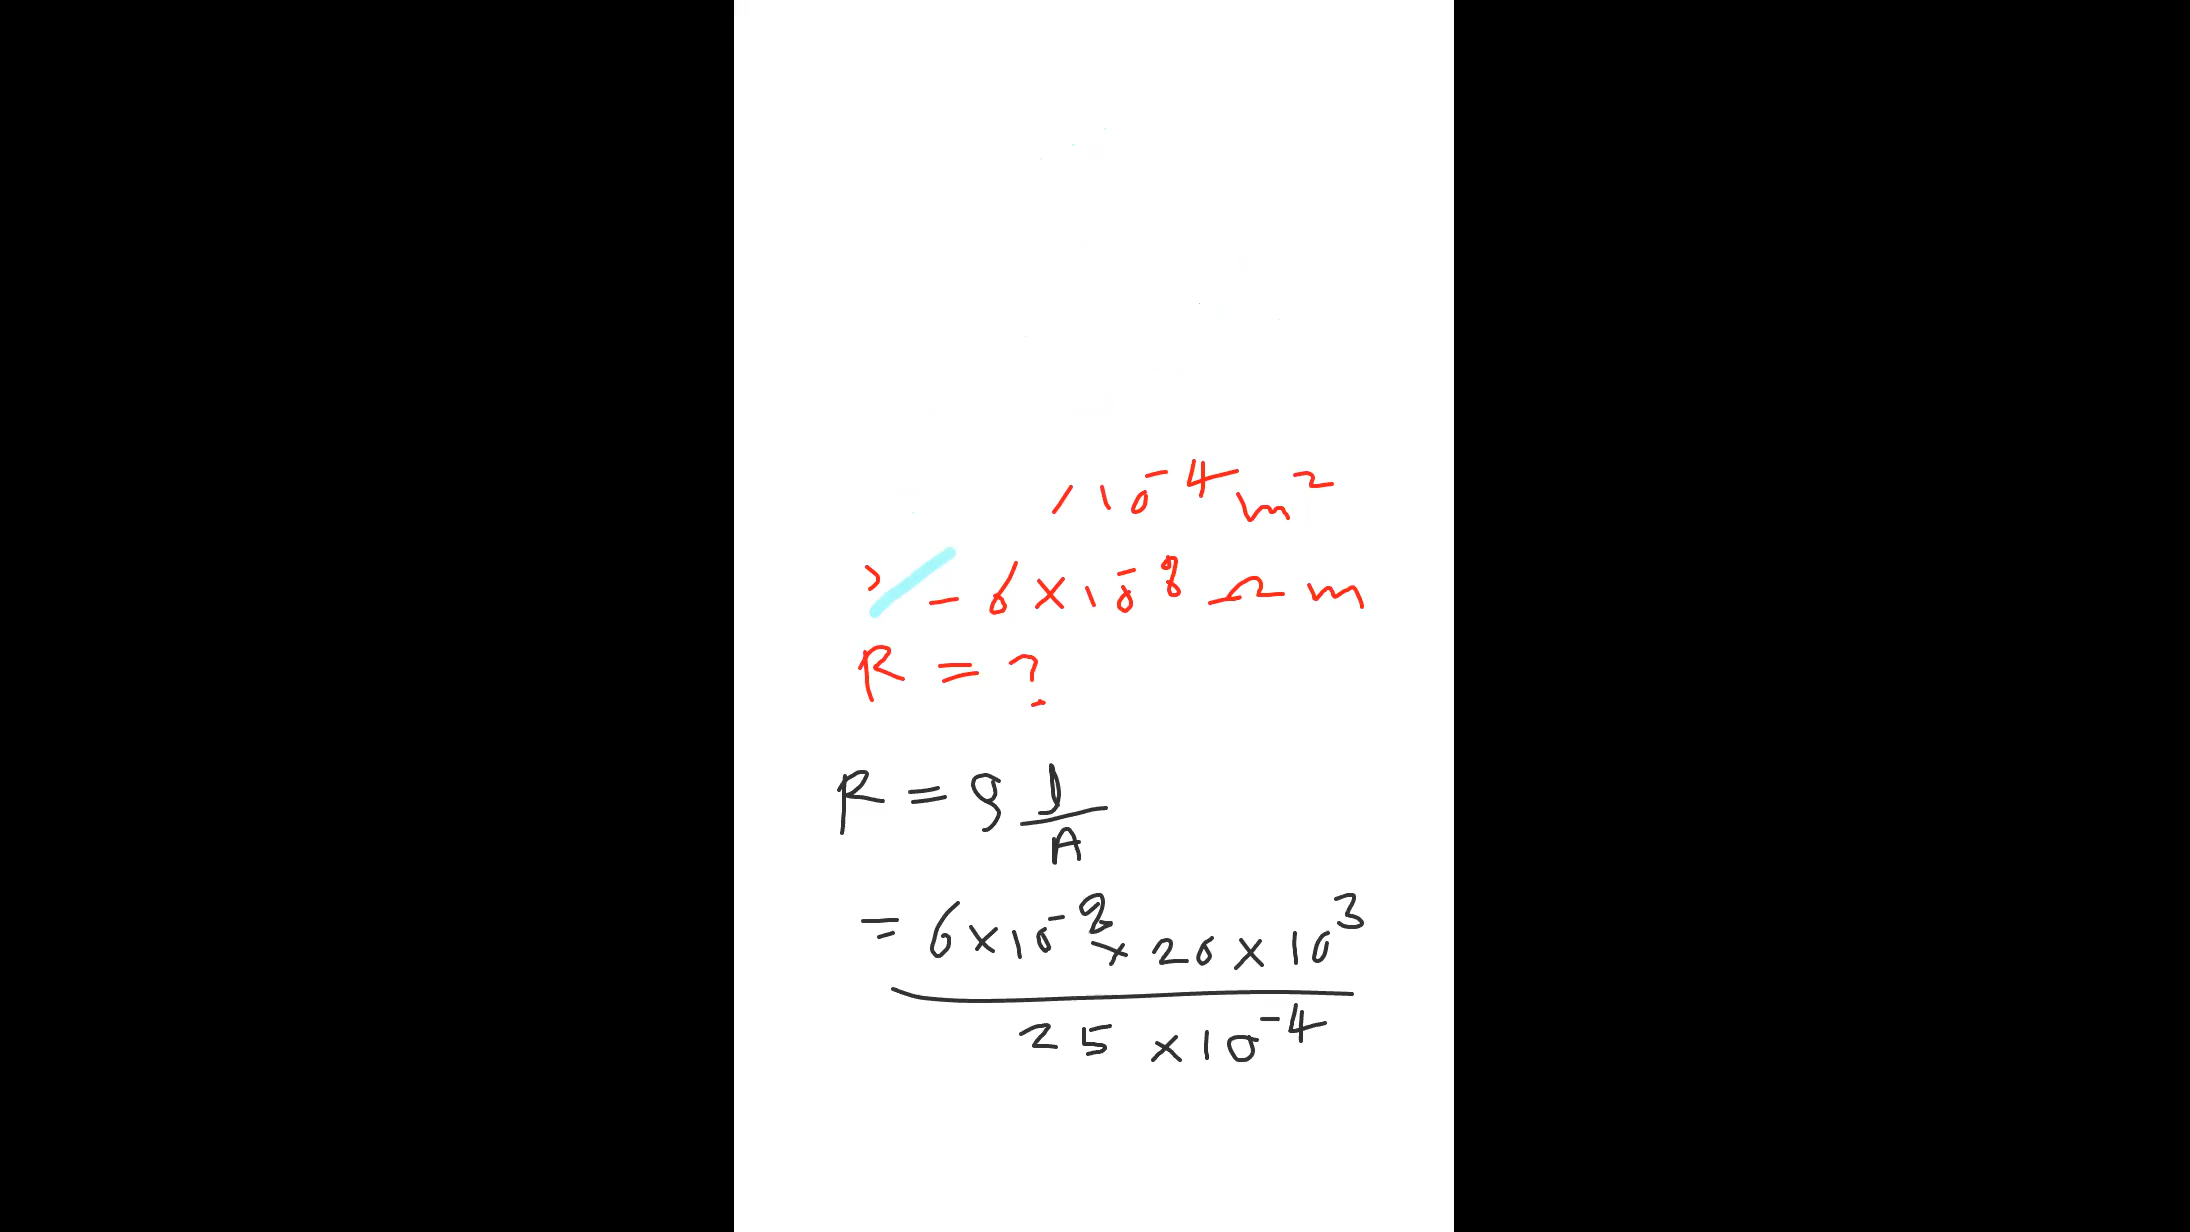 10⁻⁴ m²
- 6 × 10⁻⁸ Ω m
R = ?
R = ρ l/A
= 6 × 10⁻⁸ × 20 × 10³
25 × 10⁻⁴